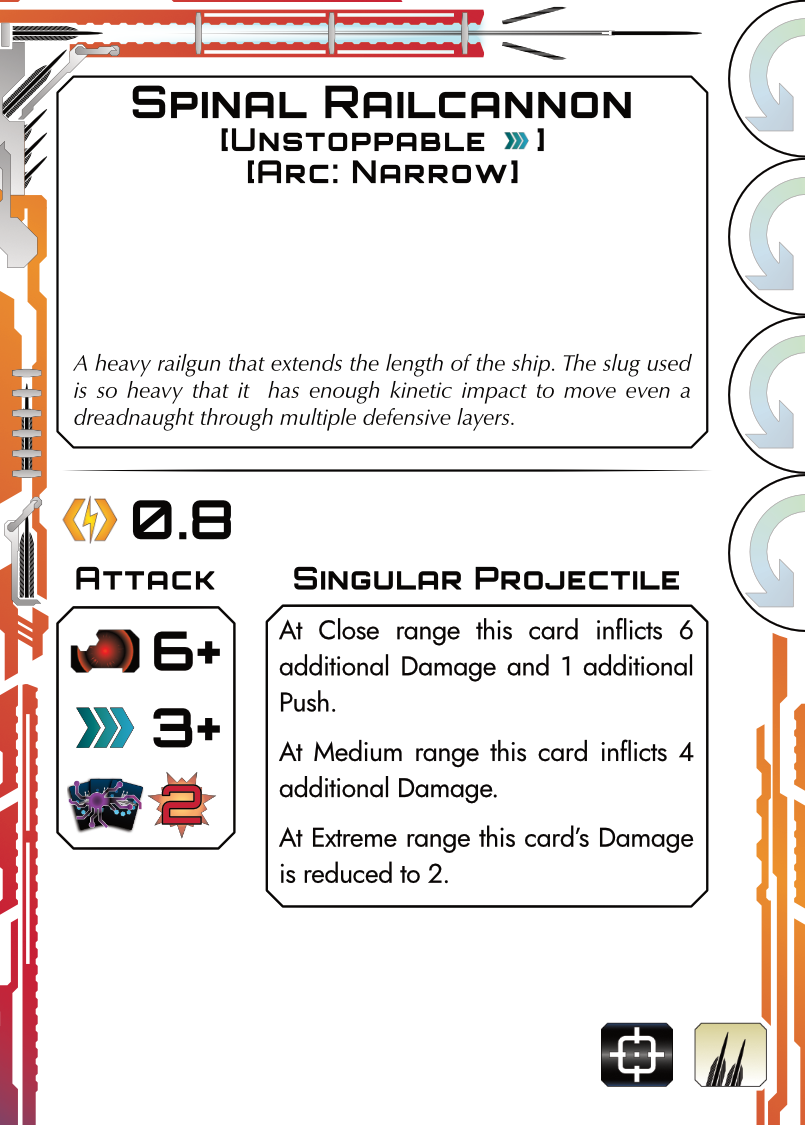 Spinal Railcannon
[Unstoppable ]
[Arc: Narrow]
A heavy railgun that extends the length of the ship. The slug used
is so heavy that it has enough kinetic impact to move even a
dreadnaught through multiple defensive layers.
0.8
Attack
6+
3+
2
Singular Projectile
At Close range this card inflicts 6
additional Damage and 1 additional
Push.
At Medium range this card inflicts 4
additional Damage.
At Extreme range this card's Damage
is reduced to 2.